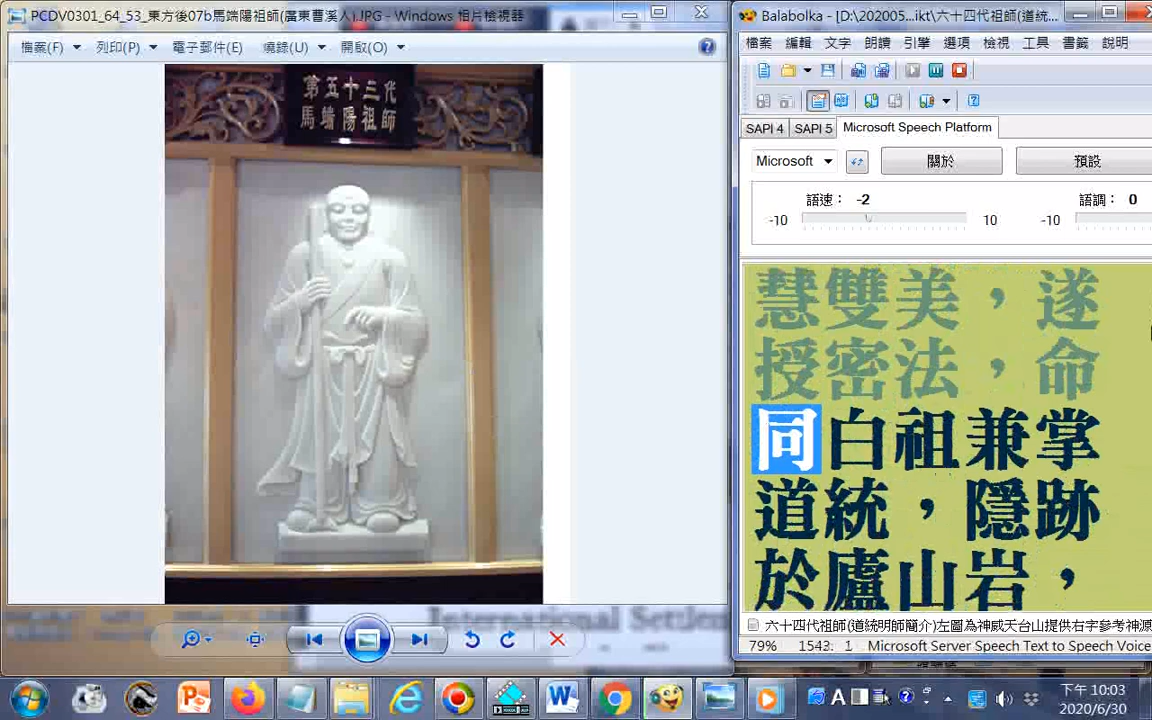 PCDV0301_64_53_東方後07b馬端陽祖師(廣東曹溪人).JPG - Windows 相片檢視器
檔案(F) 列印(P) 電子郵件(E) 燒錄(U) 開啟(O)
第五十三代
馬端陽祖師
International Settle
Balabolka - [D:\202005...ikt\六十四代祖師(道統...
檔案 編輯 文字 朗讀 引擎 選項 檢視 工具 書籤 說明
SAPI 4 SAPI 5 Microsoft Speech Platform
Microsoft 關於 預設
語速： -2 語調： 0
-10 10 -10
慧雙美，遂
授密法，命
同白祖兼掌
道統，隱跡
於廬山岩，
六十四代祖師(道統明師簡介)左圖為神威天台山提供右字參考神源
79% 1543: 1 Microsoft Server Speech Text to Speech Voice
下午 10:03
2020/6/30